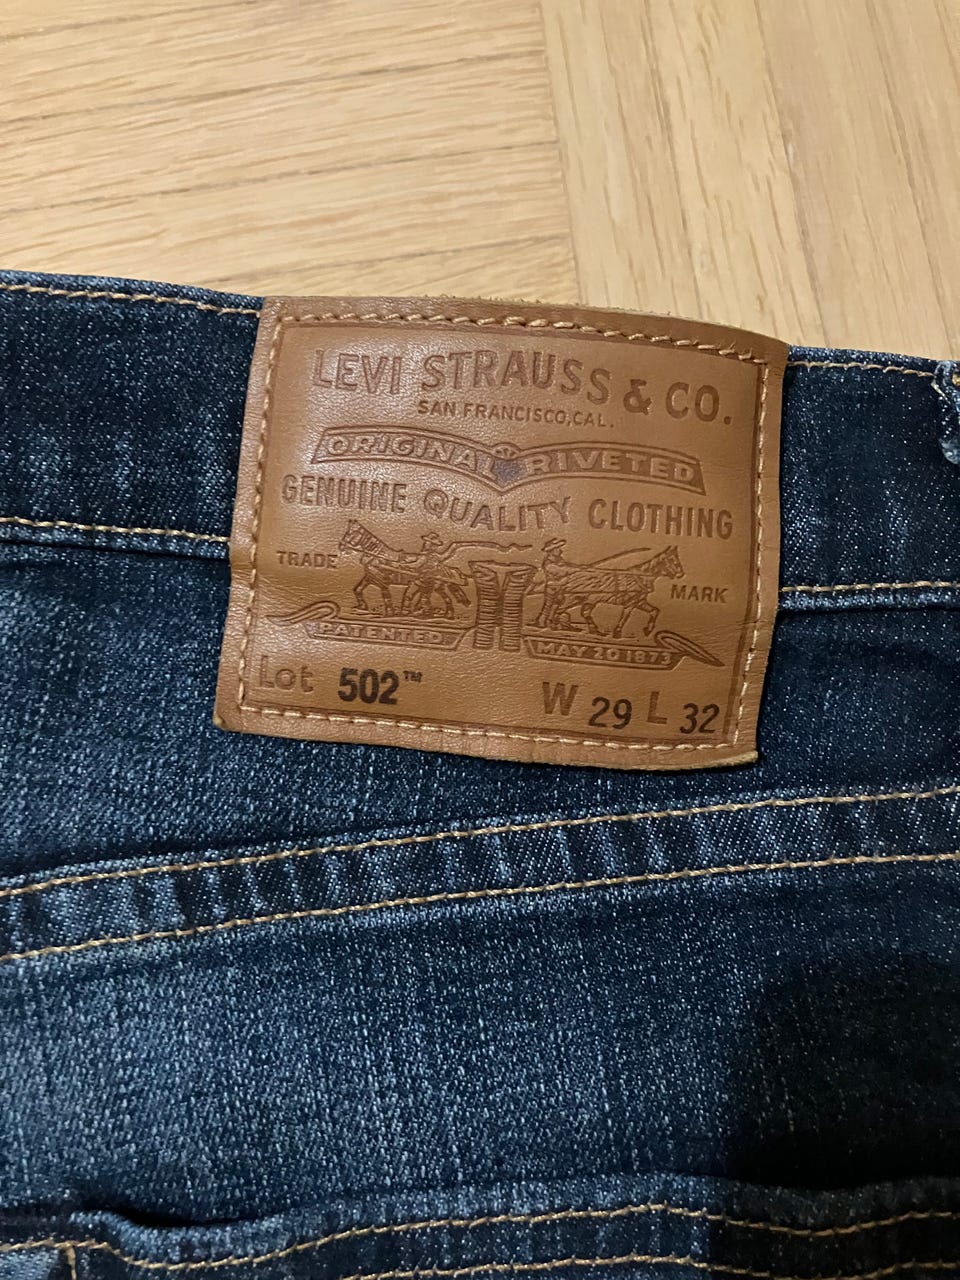 LEVI STRAUSS & CO.
SAN FRANCISCO, CAL.
ORIGINAL RIVETED
GENUINE QUALITY CLOTHING
TRADE MARK
PATENTED MAY 20 1873
Lot 502™ W 29 L 32